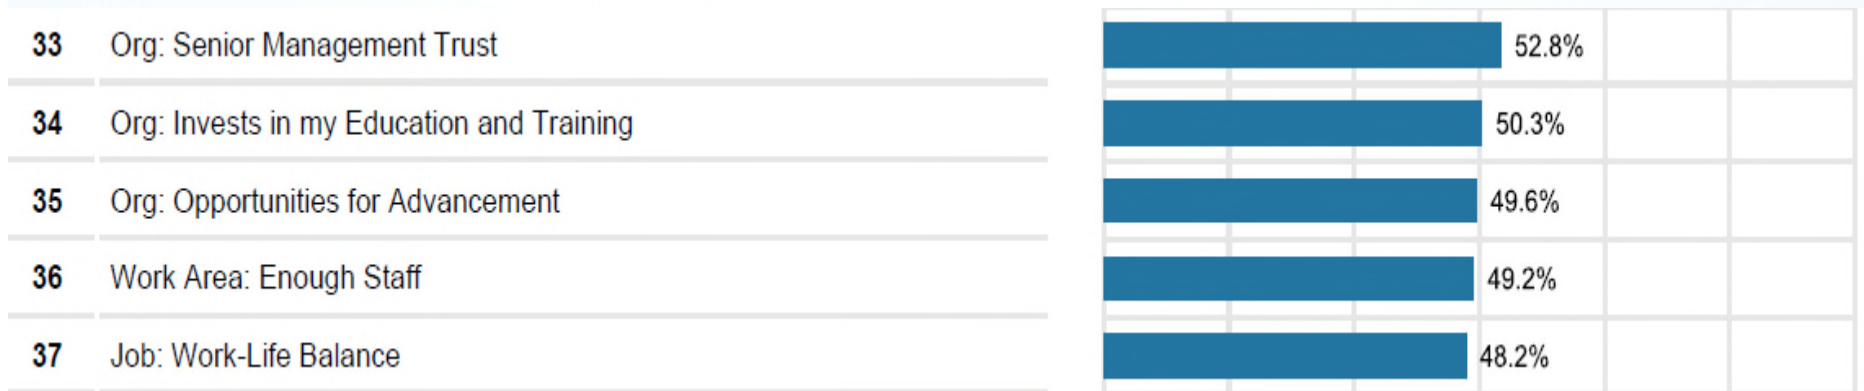 33 Org: Senior Management Trust 52.8%
34 Org: Invests in my Education and Training 50.3%
35 Org: Opportunities for Advancement 49.6%
36 Work Area: Enough Staff 49.2%
37 Job: Work-Life Balance 48.2%